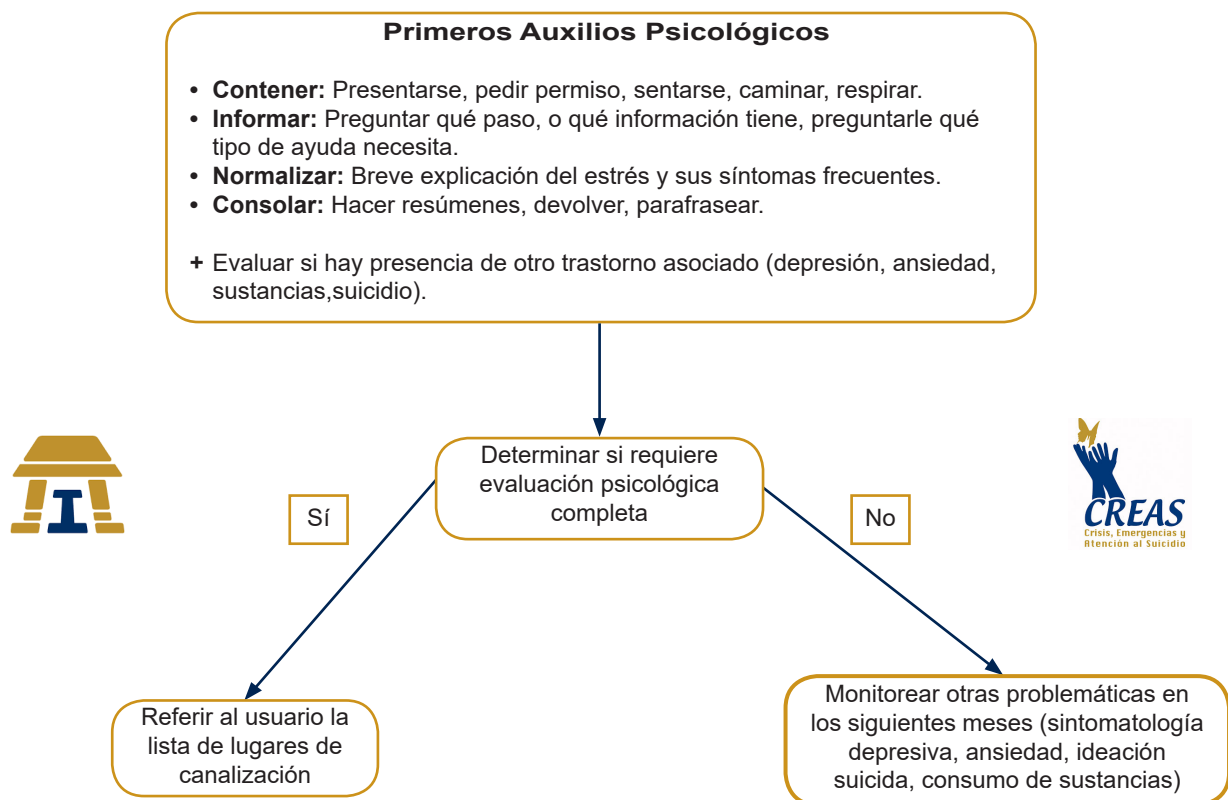 Primeros Auxilios Psicológicos
• Contener: Presentarse, pedir permiso, sentarse, caminar, respirar.
• Informar: Preguntar qué paso, o qué información tiene, preguntarle qué
tipo de ayuda necesita.
• Normalizar: Breve explicación del estrés y sus síntomas frecuentes.
• Consolar: Hacer resúmenes, devolver, parafrasear.
+ Evaluar si hay presencia de otro trastorno asociado (depresión, ansiedad,
sustancias,suicidio).
Determinar si requiere
evaluación psicológica
completa
Sí
No
CREAS
Crisis, Emergencias y
Atención al Suicidio
Referir al usuario la
lista de lugares de
canalización
Monitorear otras problemáticas en
los siguientes meses (sintomatología
depresiva, ansiedad, ideación
suicida, consumo de sustancias)